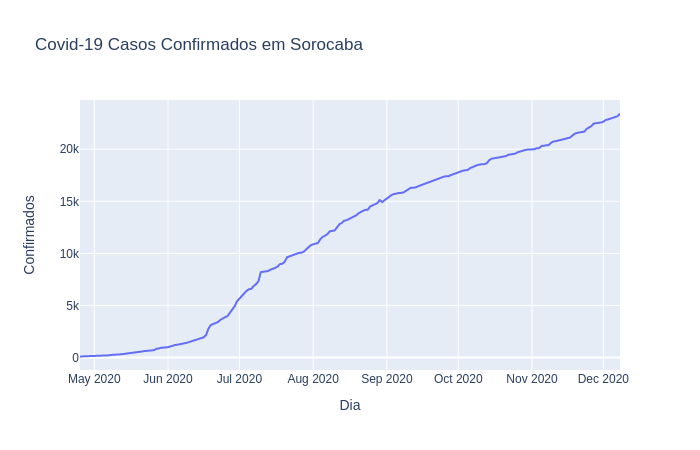 Covid-19 Casos Confirmados em Sorocaba
Confirmados
20k
15k
10k
5k
0
May 2020 Jun 2020 Jul 2020 Aug 2020 Sep 2020 Oct 2020 Nov 2020 Dec 2020
Dia